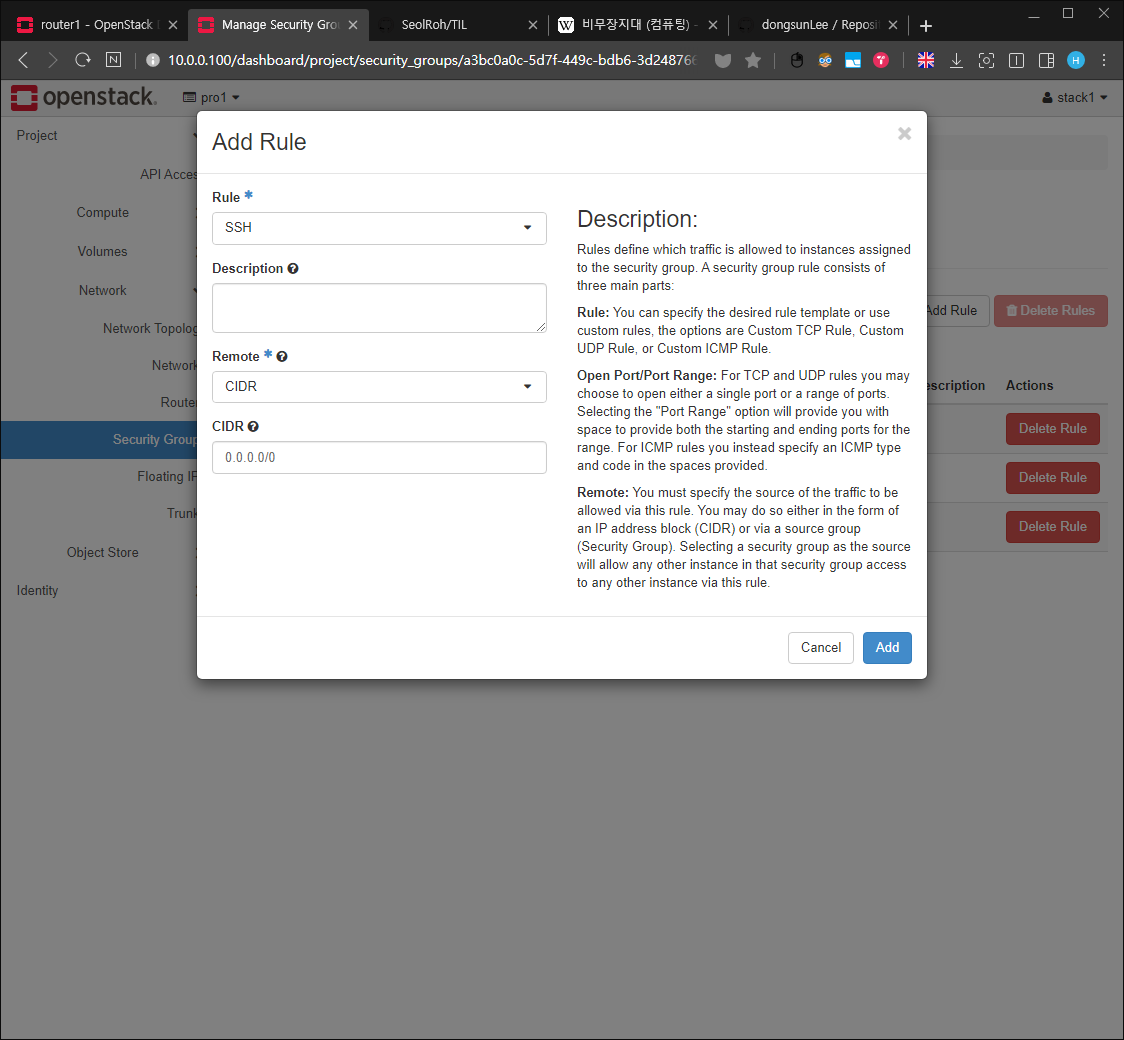 router1 - OpenStack
Manage Security Gro
SeolRoh/TIL
W 비무장지대 (컴퓨팅) -
dongsunLee / Reposi
N
10.0.0.100/dashboard/project/security_groups/a3bc0a0c-5d7f-449c-bdb6-3d24876
H
openstack.
pro1
stack1
Project
API Acces
Compute
Volumes
Network
Network Topolog
Network
Router
Security Group
Floating IP
Trunk
Object Store
Identity
Add Rule
Rule *
SSH
Description
Remote *
CIDR
CIDR
0.0.0.0/0
Description:
Rules define which traffic is allowed to instances assigned
to the security group. A security group rule consists of
three main parts:
Rule: You can specify the desired rule template or use
custom rules, the options are Custom TCP Rule, Custom
UDP Rule, or Custom ICMP Rule.
Open Port/Port Range: For TCP and UDP rules you may
choose to open either a single port or a range of ports.
Selecting the "Port Range" option will provide you with
space to provide both the starting and ending ports for the
range. For ICMP rules you instead specify an ICMP type
and code in the spaces provided.
Remote: You must specify the source of the traffic to be
allowed via this rule. You may do so either in the form of
an IP address block (CIDR) or via a source group
(Security Group). Selecting a security group as the source
will allow any other instance in that security group access
to any other instance via this rule.
Cancel
Add
Add Rule
Delete Rules
escription
Actions
Delete Rule
Delete Rule
Delete Rule